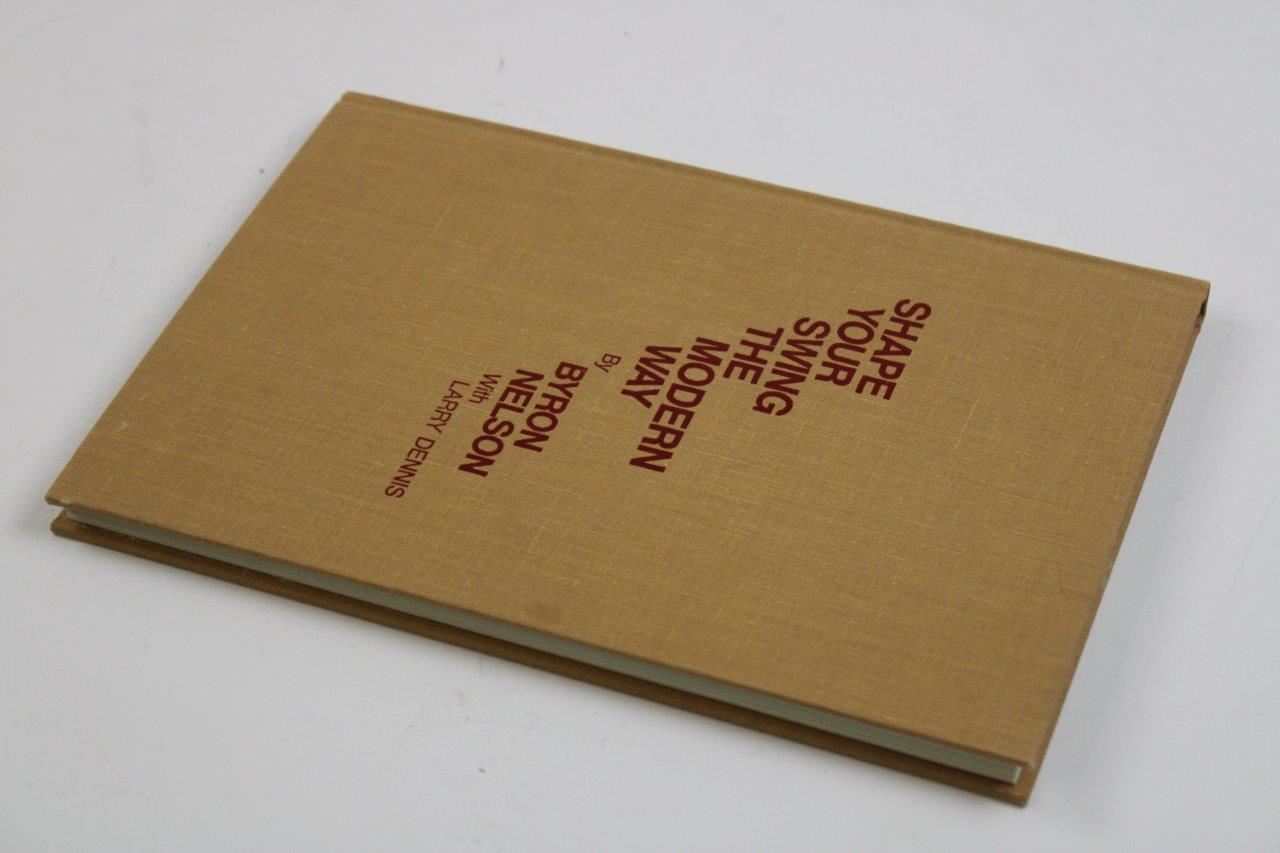 SHAPE
YOUR
SWING
THE
MODERN
WAY
By
BYRON
NELSON
With
LARRY DENNIS